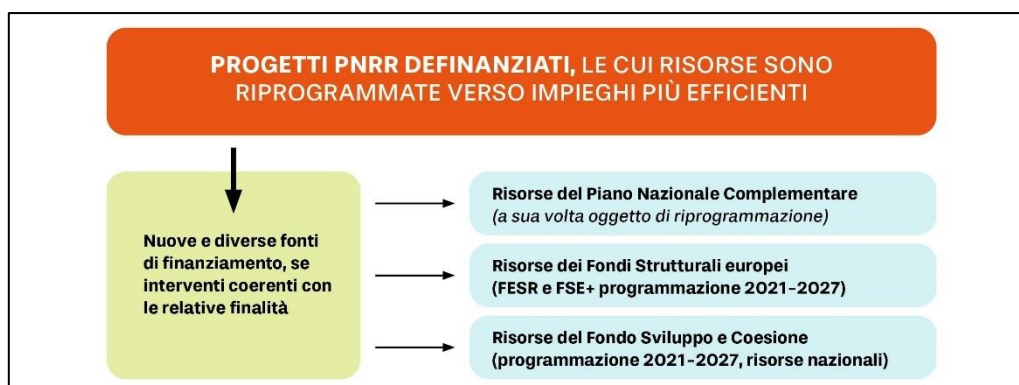 PROGETTI PNRR DEFINANZIATI, LE CUI RISORSE SONO
RIPROGRAMMATE VERSO IMPIEGHI PIÙ EFFICIENTI
Nuove e diverse fonti
di finanziamento, se
interventi coerenti con
le relative finalità
Risorse del Piano Nazionale Complementare
(a sua volta oggetto di riprogrammazione)
Risorse dei Fondi Strutturali europei
(FESR e FSE+ programmazione 2021-2027)
Risorse del Fondo Sviluppo e Coesione
(programmazione 2021-2027, risorse nazionali)